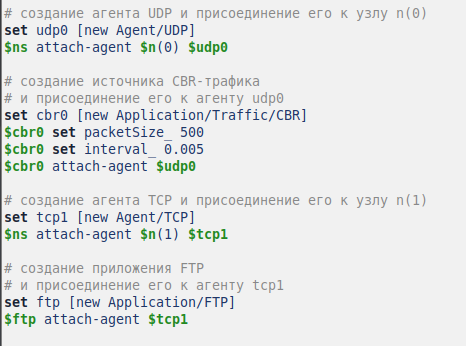 # создание агента UDP и присоединение его к узлу n(0)
set udp0 [new Agent/UDP]
$ns attach-agent $n(0) $udp0
# создание источника CBR-трафика
# и присоединение его к агенту udp0
set cbr0 [new Application/Traffic/CBR]
$cbr0 set packetSize_ 500
$cbr0 set interval_ 0.005
$cbr0 attach-agent $udp0
# создание агента TCP и присоединение его к узлу n(1)
set tcp1 [new Agent/TCP]
$ns attach-agent $n(1) $tcp1
# создание приложения FTP
# и присоединение его к агенту tcp1
set ftp [new Application/FTP]
$ftp attach-agent $tcp1